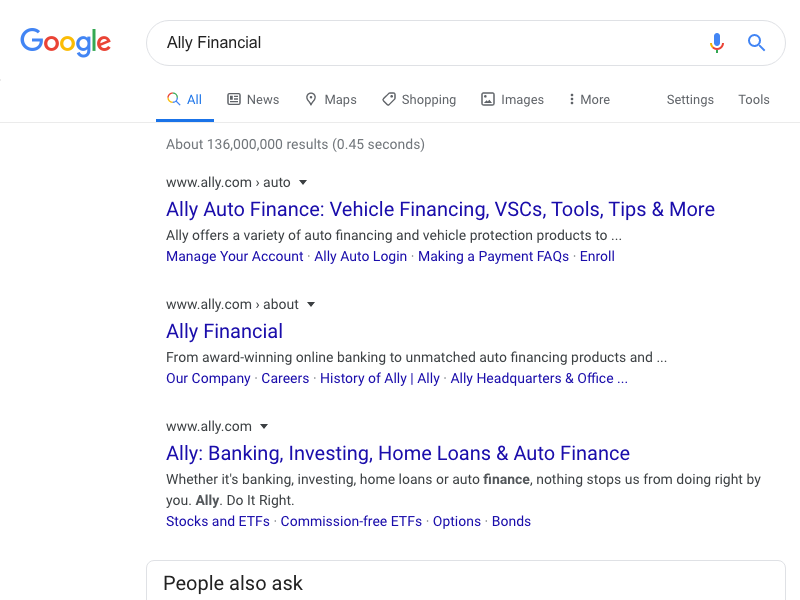 Google
Ally Financial
All News Maps Shopping Images More Settings Tools
About 136,000,000 results (0.45 seconds)
www.ally.com › auto
Ally Auto Finance: Vehicle Financing, VSCs, Tools, Tips & More
Ally offers a variety of auto financing and vehicle protection products to ...
Manage Your Account · Ally Auto Login · Making a Payment FAQs · Enroll
www.ally.com › about
Ally Financial
From award-winning online banking to unmatched auto financing products and ...
Our Company · Careers · History of Ally | Ally · Ally Headquarters & Office ...
www.ally.com
Ally: Banking, Investing, Home Loans & Auto Finance
Whether it's banking, investing, home loans or auto finance, nothing stops us from doing right by
you. Ally. Do It Right.
Stocks and ETFs · Commission-free ETFs · Options · Bonds
People also ask